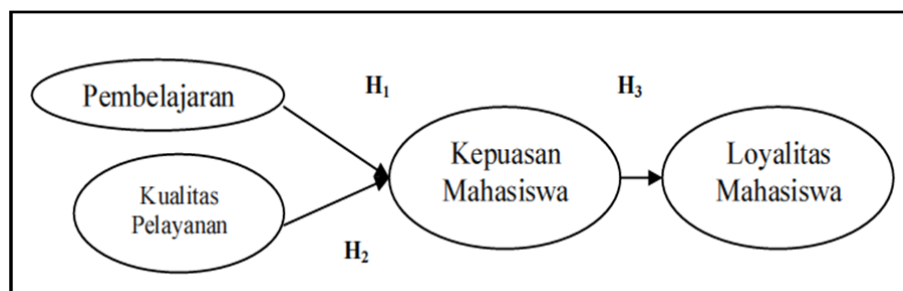 Pembelajaran
H₁
Kualitas
Pelayanan
H₂
Kepuasan
Mahasiswa
H₃
Loyalitas
Mahasiswa